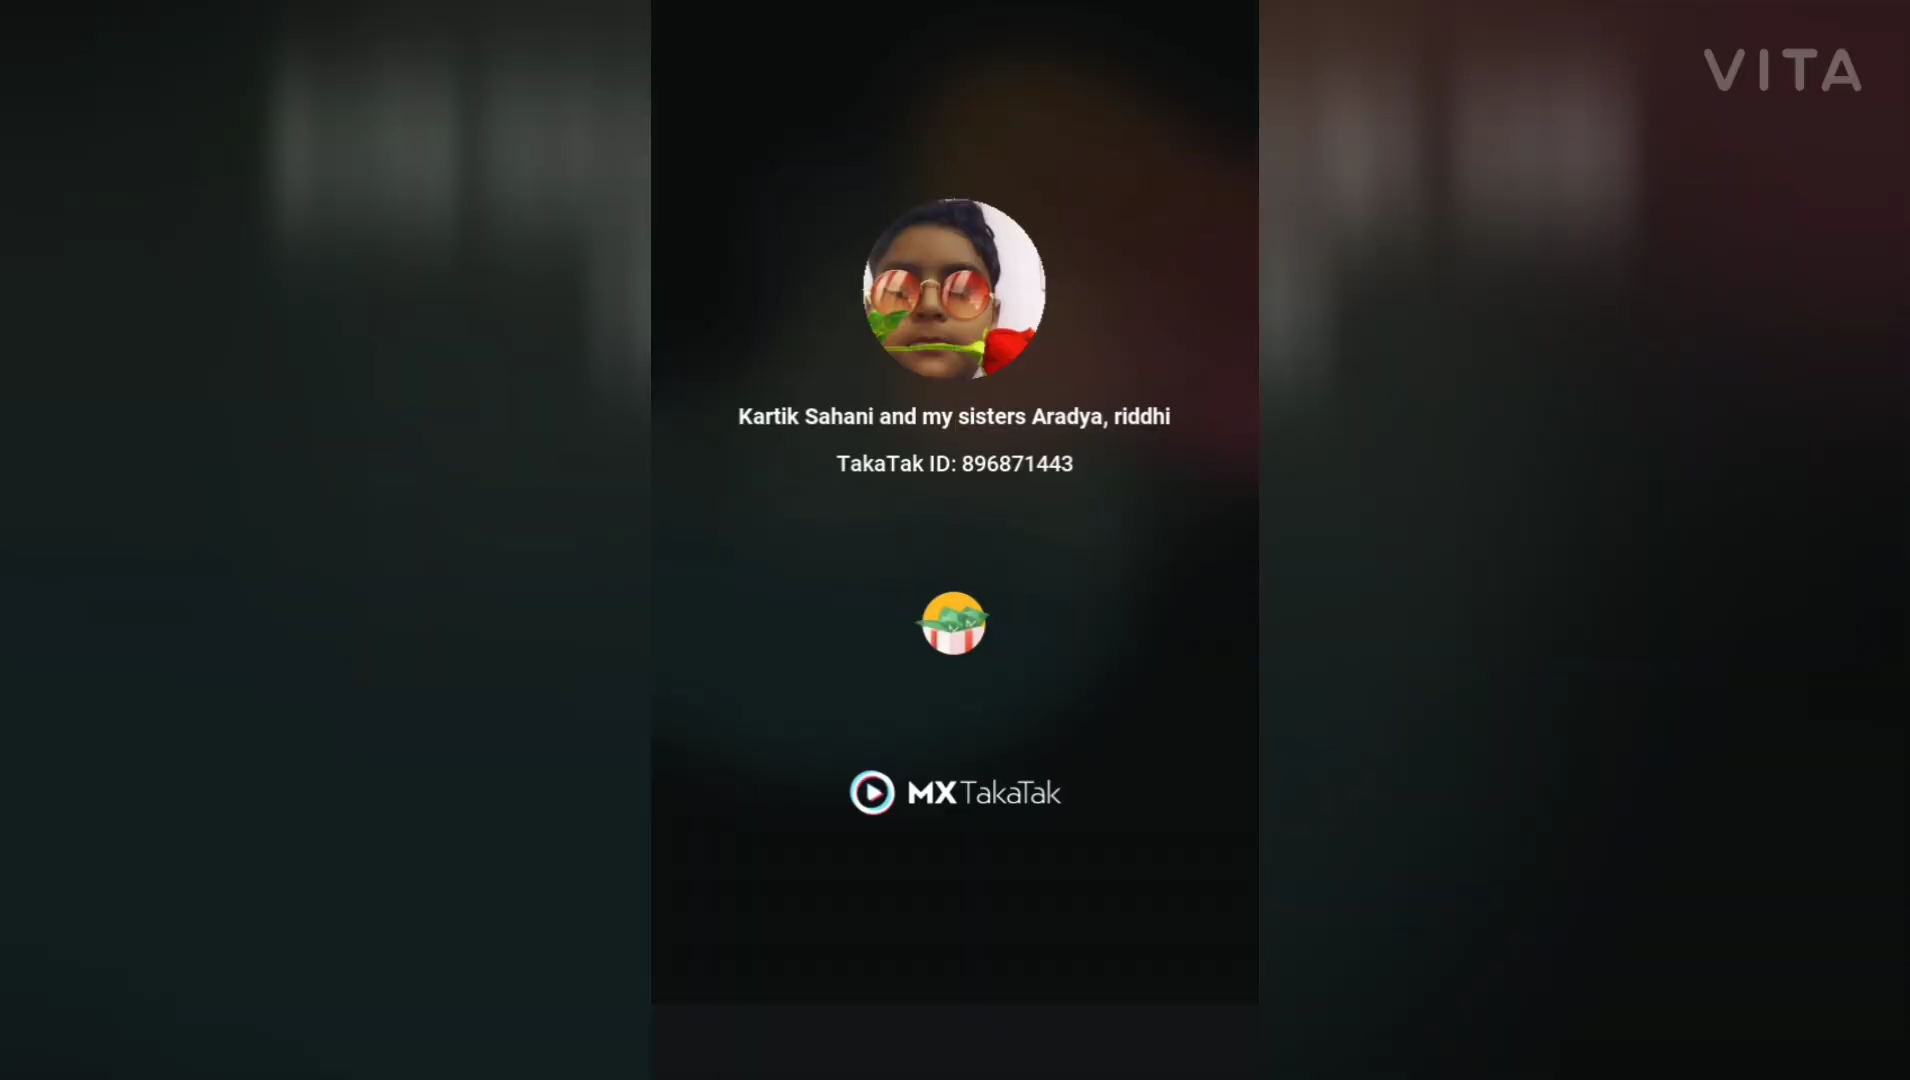 VITA
Kartik Sahani and my sisters Aradya, riddhi
TakaTak ID: 896871443
MX TakaTak